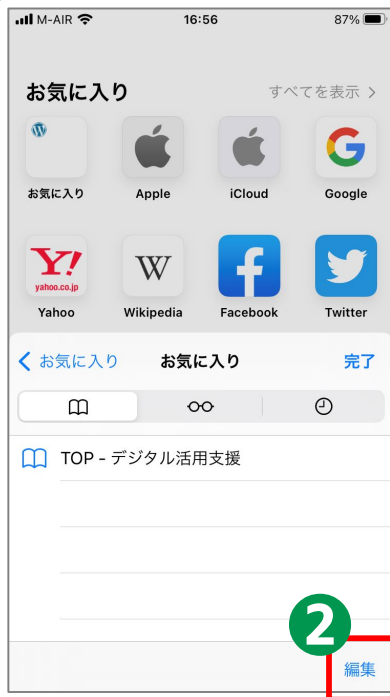 M-AIR 16:56 87%
お気に入り すべてを表示 >
お気に入り Apple iCloud Google
Y! yahoo.co.jp W
Yahoo Wikipedia Facebook Twitter
< お気に入り お気に入り 完了
TOP - デジタル活用支援
2
編集